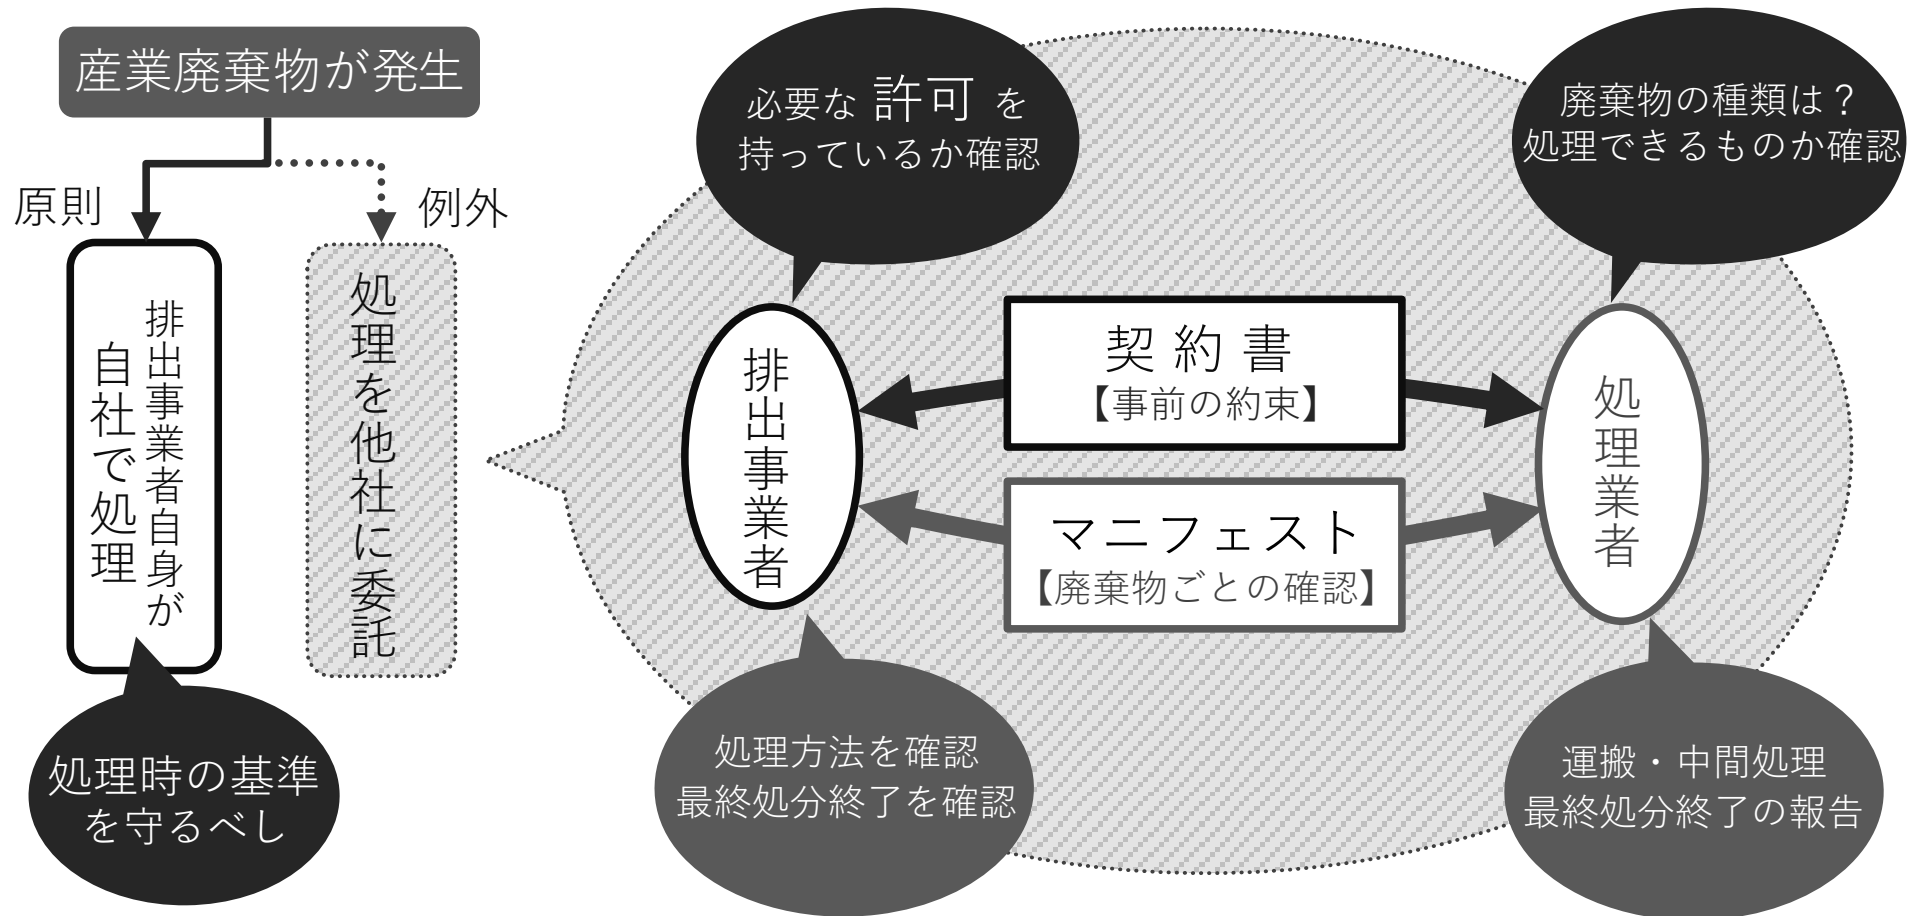 産業廃棄物が発生
原則
例外
排出事業者自身が
自社で処理
処理を他社に委託
処理時の基準
を守るべし
必要な 許可 を
持っているか確認
廃棄物の種類は？
処理できるものか確認
排出事業者
契約書
【事前の約束】
マニフェスト
【廃棄物ごとの確認】
処理業者
処理方法を確認
最終処分終了を確認
運搬・中間処理
最終処分終了の報告